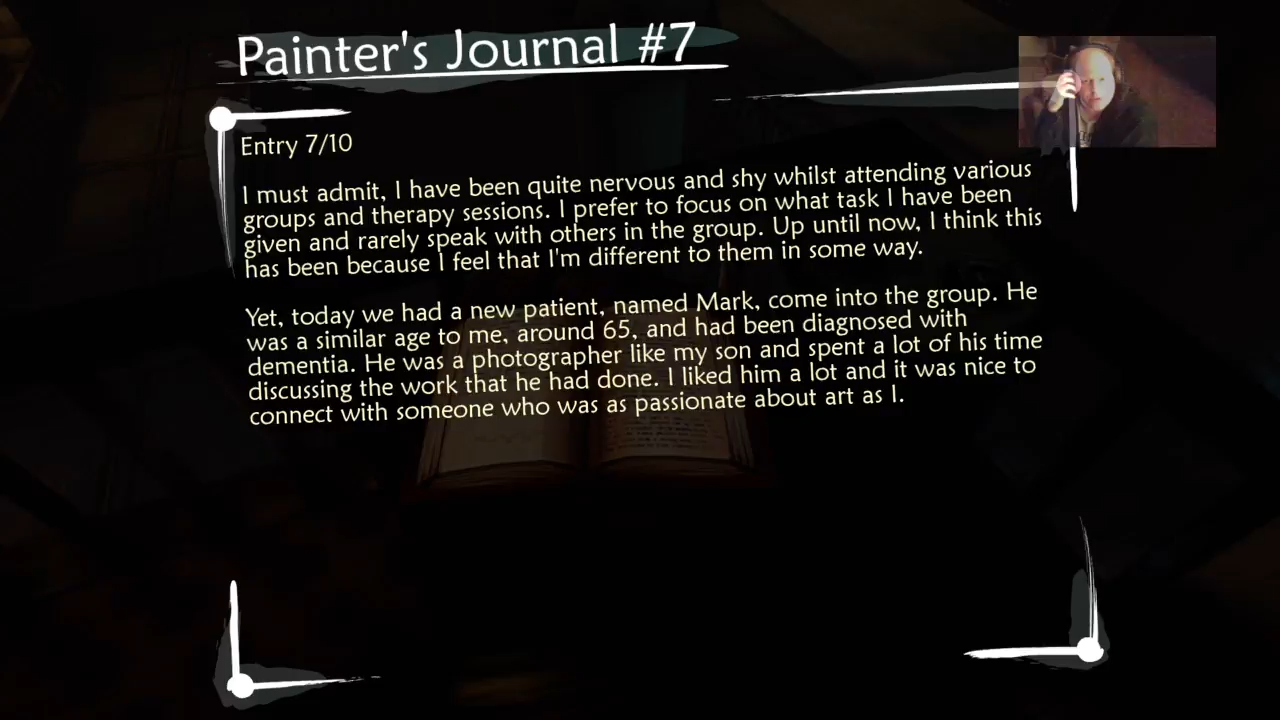 Painter's Journal #7
Entry 7/10
I must admit, I have been quite nervous and shy whilst attending various
groups and therapy sessions. I prefer to focus on what task I have been
given and rarely speak with others in the group. Up until now, I think this
has been because I feel that I'm different to them in some way.
Yet, today we had a new patient, named Mark, come into the group. He
was a similar age to me, around 65, and had been diagnosed with
dementia. He was a photographer like my son and spent a lot of his time
discussing the work that he had done. I liked him a lot and it was nice to
connect with someone who was as passionate about art as I.